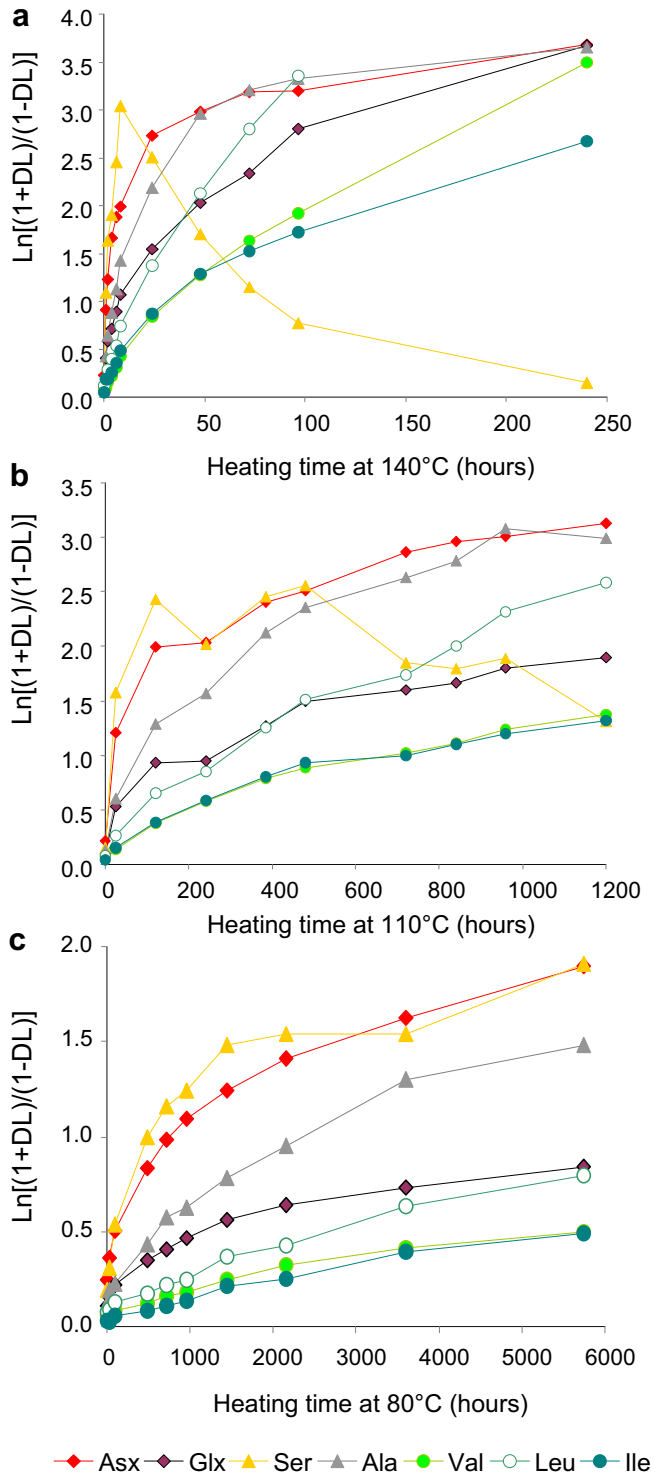 a
Ln[(1+DL)/(1-DL)]
4.0
3.5
3.0
2.5
2.0
1.5
1.0
0.5
0.0
0 50 100 150 200 250
Heating time at 140°C (hours)
b
Ln[(1+DL)/(1-DL)]
3.5
3.0
2.5
2.0
1.5
1.0
0.5
0.0
0 200 400 600 800 1000 1200
Heating time at 110°C (hours)
c
Ln[(1+DL)/(1-DL)]
2.0
1.5
1.0
0.5
0.0
0 1000 2000 3000 4000 5000 6000
Heating time at 80°C (hours)
Asx Glx Ser Ala Val Leu Ile